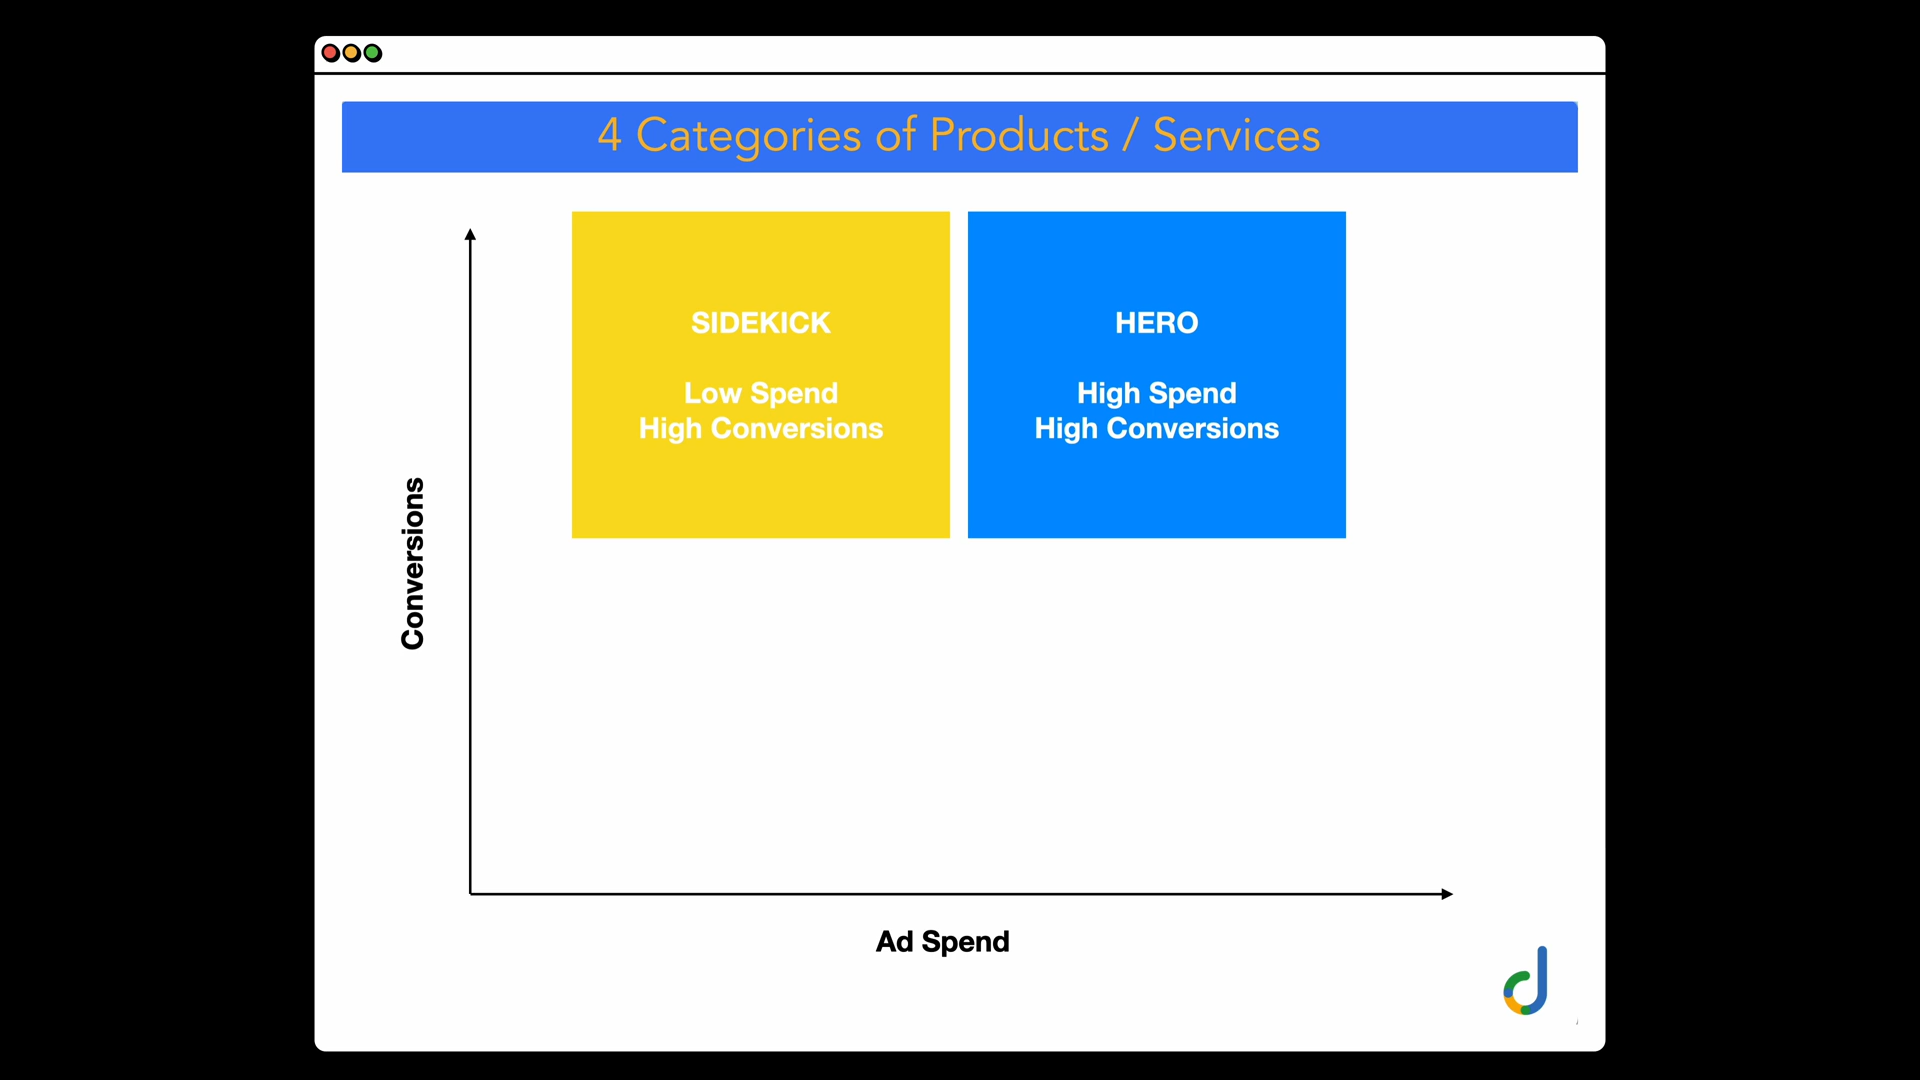 4 Categories of Products / Services
SIDEKICK
Low Spend
High Conversions
HERO
High Spend
High Conversions
Conversions
Ad Spend